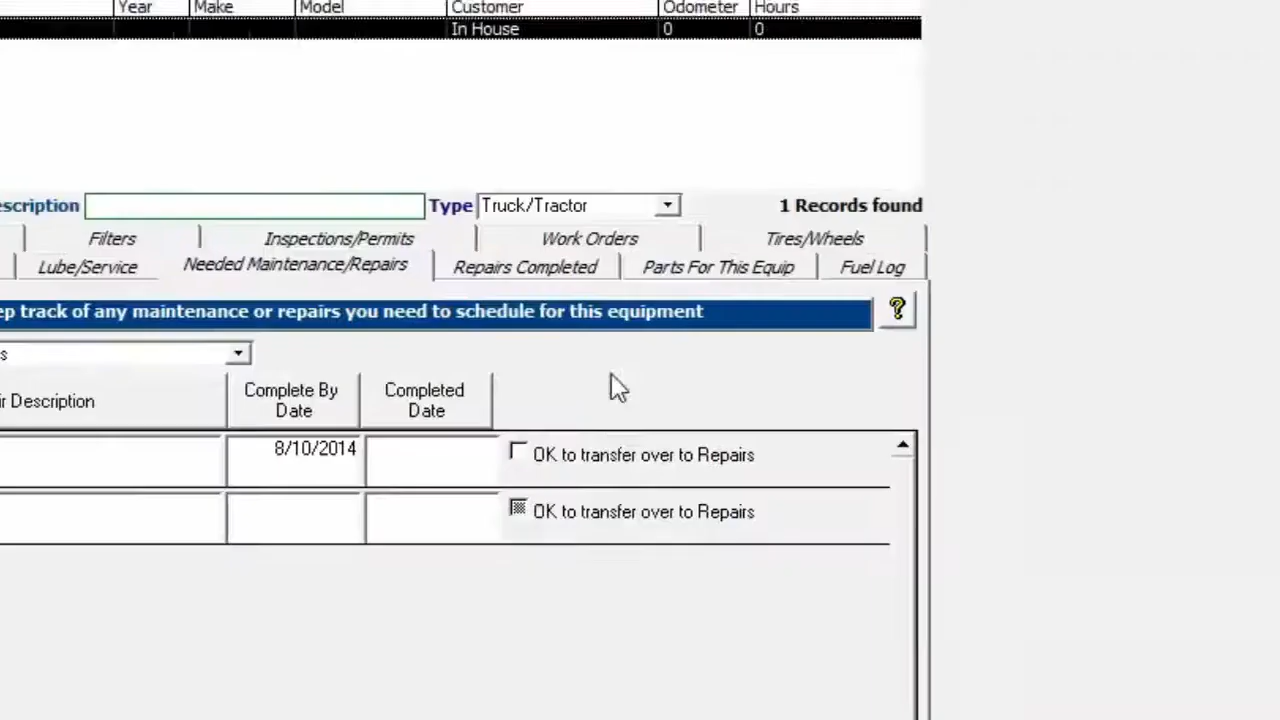 Year Make Model Customer Odometer Hours
In House 0 0
escription Type Truck/Tractor 1 Records found
Filters Inspections/Permits Work Orders Tires/Wheels
Lube/Service Needed Maintenance/Repairs Repairs Completed Parts For This Equip Fuel Log
ep track of any maintenance or repairs you need to schedule for this equipment ?
s
r Description Complete By Date Completed Date
8/10/2014 OK to transfer over to Repairs
OK to transfer over to Repairs